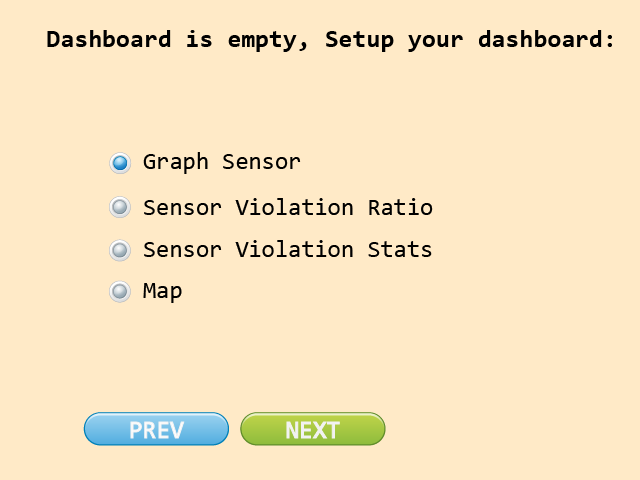 Dashboard is empty, Setup your dashboard:
Graph Sensor
Sensor Violation Ratio
Sensor Violation Stats
Map
PREV NEXT